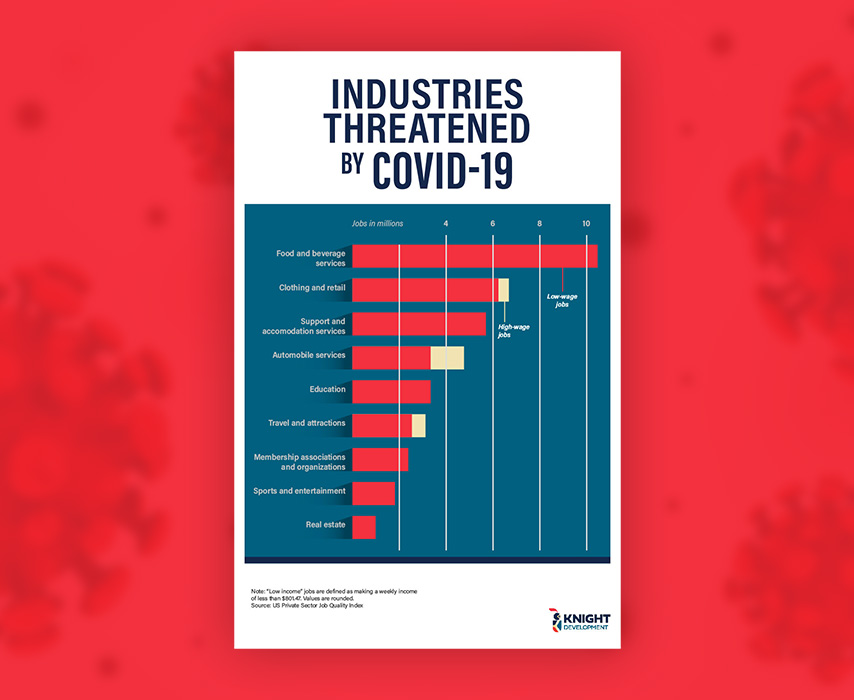 INDUSTRIES
THREATENED
BY COVID-19
Jobs in millions 4 6 8 10
Food and beverage
services
Clothing and retail
Low-wage
jobs
Support and
accomodation services
High-wage
jobs
Automobile services
Education
Travel and attractions
Membership associations
and organizations
Sports and entertainment
Real estate
Note: "Low income" jobs are defined as making a weekly income
of less than $801.47. Values are rounded.
Source: US Private Sector Job Quality Index
KNIGHT
DEVELOPMENT